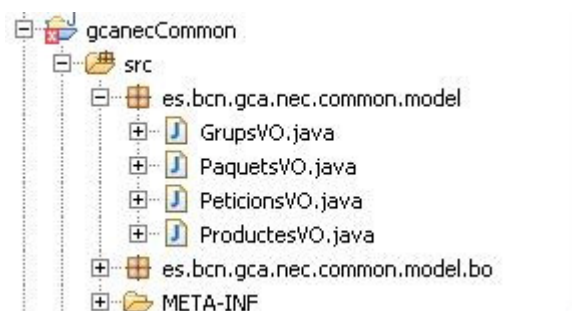 gcanecCommon
src
es.bcn.gca.nec.common.model
GrupsVO.java
PaquetsVO.java
PeticionsVO.java
ProductesVO.java
es.bcn.gca.nec.common.model.bo
META-INF